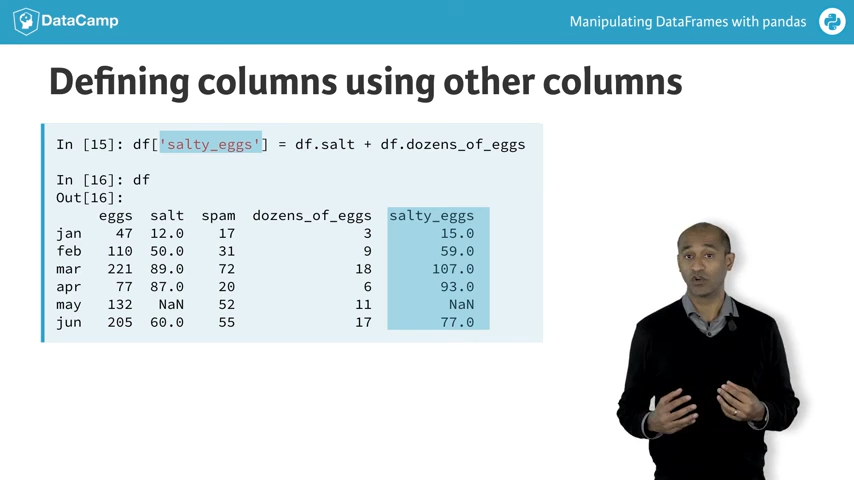 DataCamp
Manipulating DataFrames with pandas
Defining columns using other columns
In [15]: df['salty_eggs'] = df.salt + df.dozens_of_eggs
In [16]: df
Out[16]:
eggs salt spam dozens_of_eggs salty_eggs
jan 47 12.0 17 3 15.0
feb 110 50.0 31 9 59.0
mar 221 89.0 72 18 107.0
apr 77 87.0 20 6 93.0
may 132 NaN 52 11 NaN
jun 205 60.0 55 17 77.0